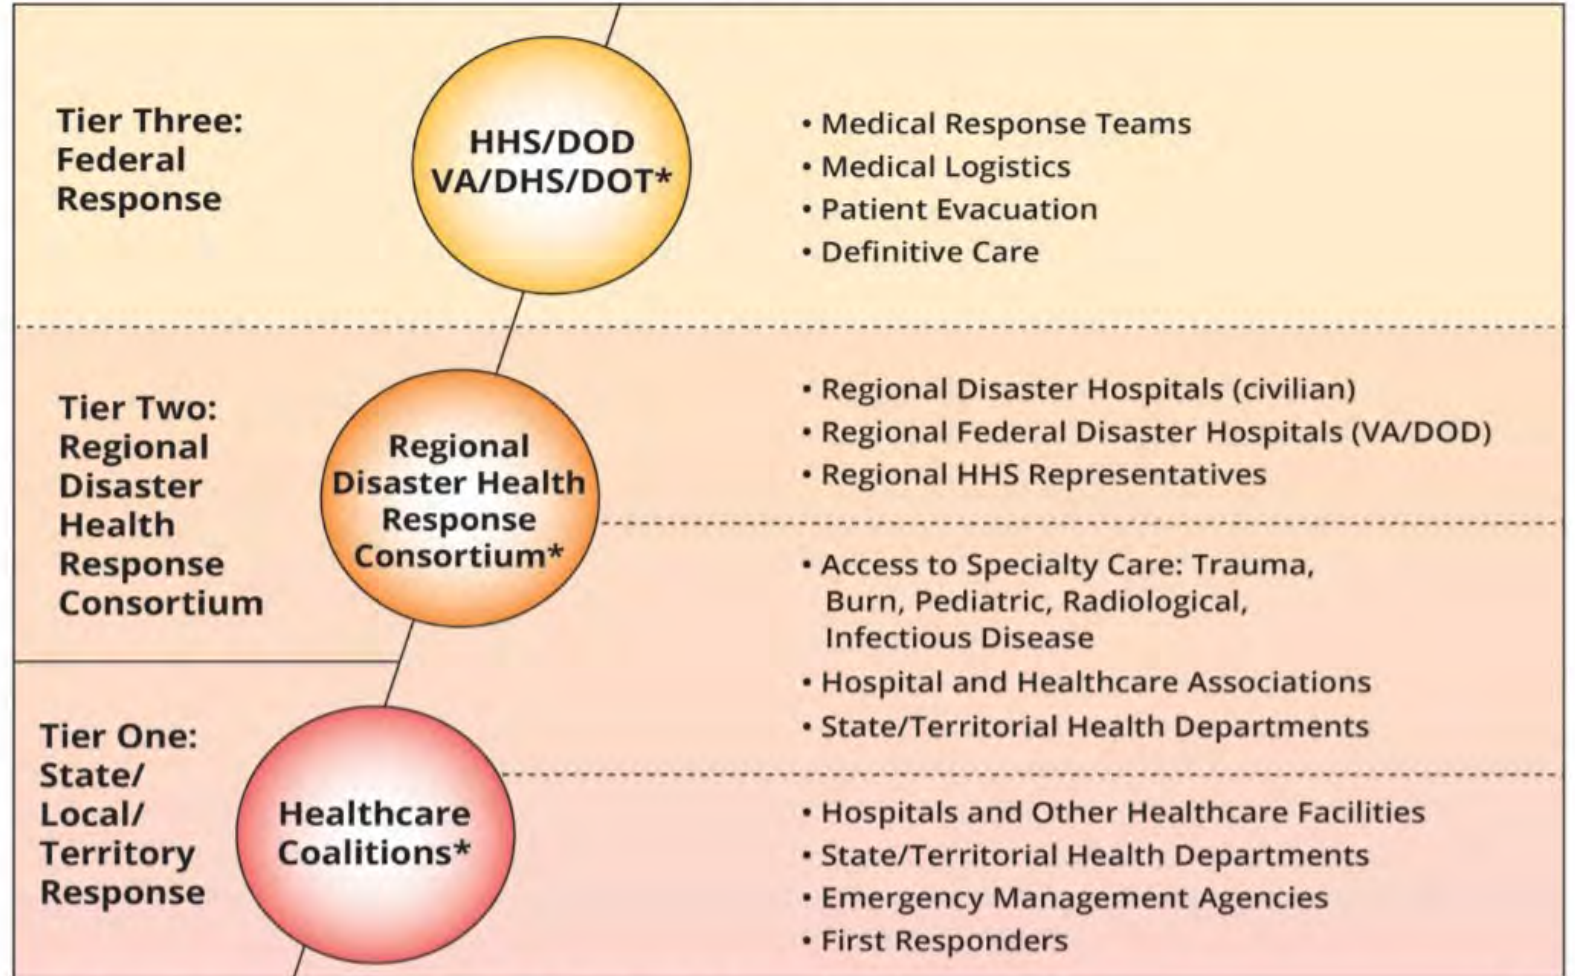 Tier Three:
Federal
Response
HHS/DOD
VA/DHS/DOT*
• Medical Response Teams
• Medical Logistics
• Patient Evacuation
• Definitive Care
Tier Two:
Regional
Disaster
Health
Response
Consortium
Regional
Disaster Health
Response
Consortium*
• Regional Disaster Hospitals (civilian)
• Regional Federal Disaster Hospitals (VA/DOD)
• Regional HHS Representatives
• Access to Specialty Care: Trauma,
Burn, Pediatric, Radiological,
Infectious Disease
• Hospital and Healthcare Associations
• State/Territorial Health Departments
Tier One:
State/
Local/
Territory
Response
Healthcare
Coalitions*
• Hospitals and Other Healthcare Facilities
• State/Territorial Health Departments
• Emergency Management Agencies
• First Responders